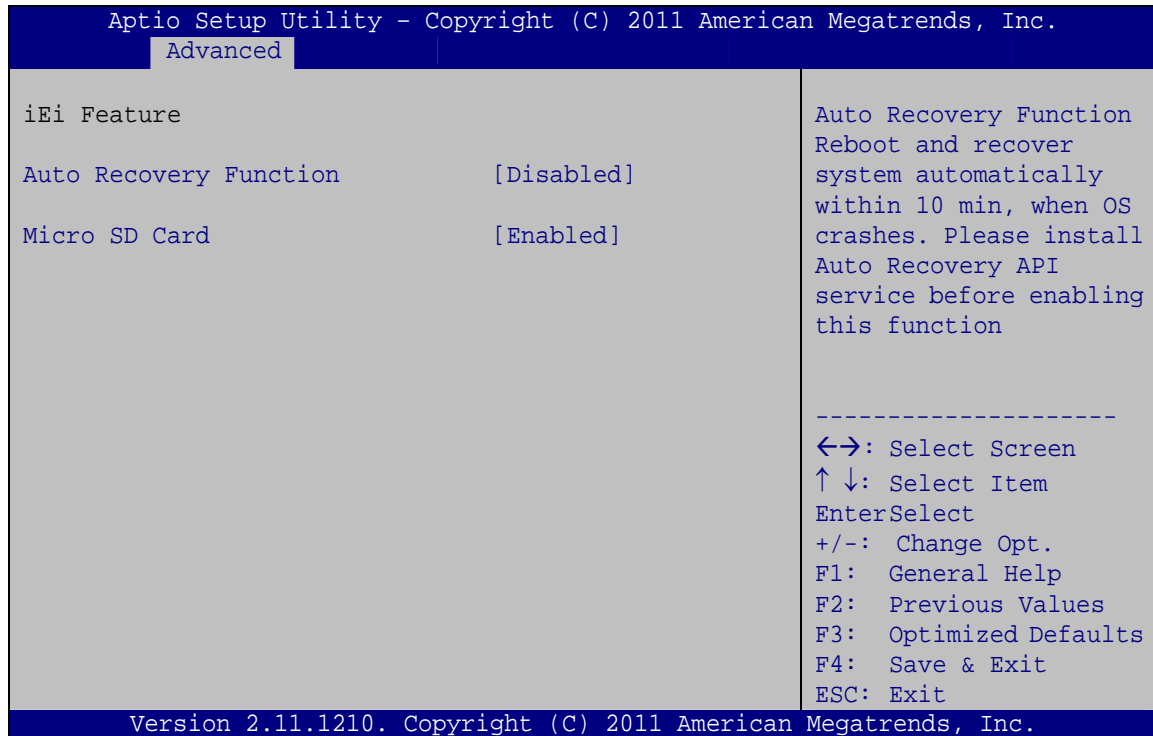 Aptio Setup Utility – Copyright (C) 2011 American Megatrends, Inc.
Advanced
iEi Feature
Auto Recovery Function [Disabled]
Micro SD Card [Enabled]
Auto Recovery Function
Reboot and recover
system automatically
within 10 min, when OS
crashes. Please install
Auto Recovery API
service before enabling
this function
---------------------
←→: Select Screen
↑ ↓: Select Item
EnterSelect
+/-: Change Opt.
F1: General Help
F2: Previous Values
F3: Optimized Defaults
F4: Save & Exit
ESC: Exit
Version 2.11.1210. Copyright (C) 2011 American Megatrends, Inc.